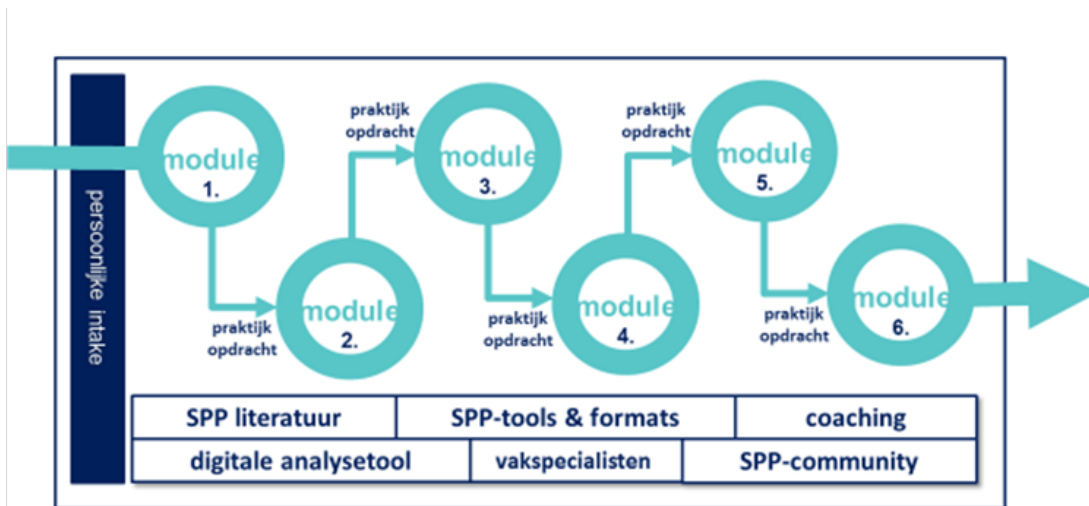 persoonlijke intake
module
1.
praktijk
opdracht
module
2.
praktijk
opdracht
module
3.
praktijk
opdracht
module
4.
praktijk
opdracht
module
5.
praktijk
opdracht
module
6.
SPP literatuur
SPP-tools & formats
coaching
digitale analysetool
vakspecialisten
SPP-community